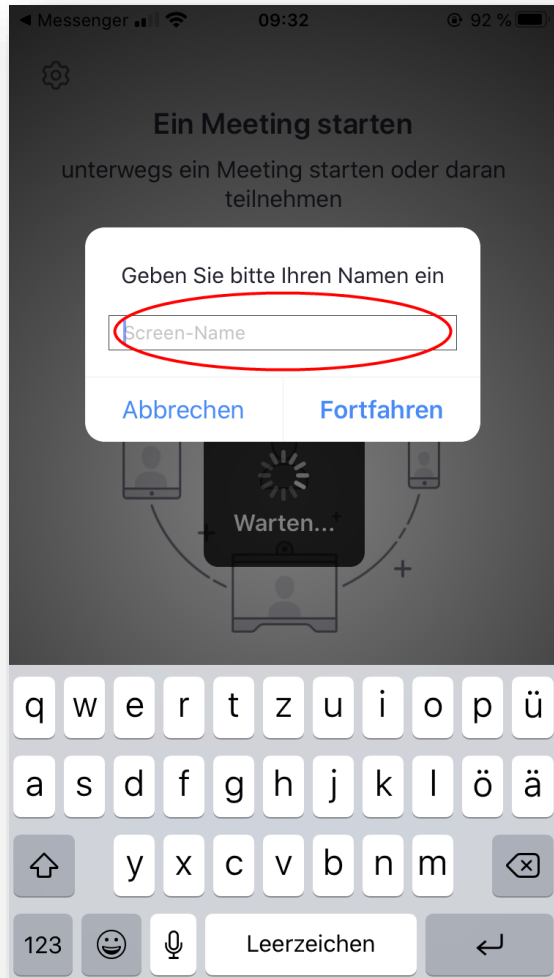 Messenger 09:32 92 %
Ein Meeting starten
unterwegs ein Meeting starten oder daran
teilnehmen
Geben Sie bitte Ihren Namen ein
Screen-Name
Abbrechen Fortfahren
Warten...
q w e r t z u i o p ü
a s d f g h j k l ö ä
y x c v b n m
123 Leerzeichen